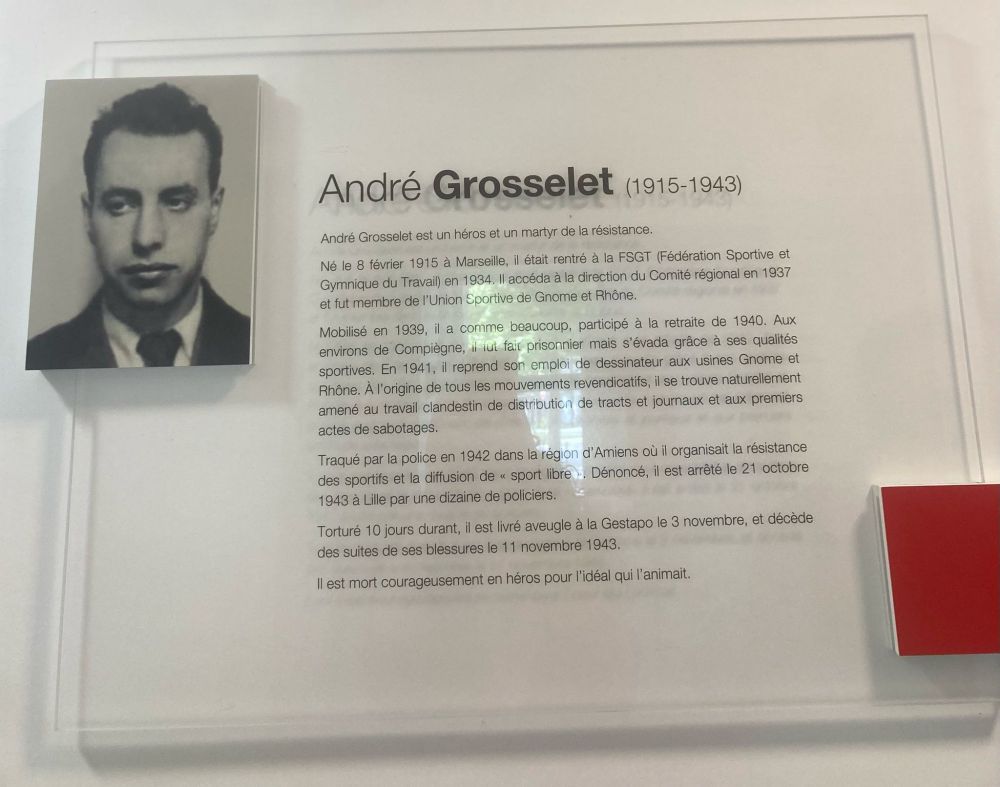 André Grosselet (1915-1943)
André Grosselet est un héros et un martyr de la résistance.
Né le 8 février 1915 à Marseille, il était rentré à la FSGT (Fédération Sportive et
Gymnique du Travail) en 1934. Il accéda à la direction du Comité régional en 1937
et fut membre de l'Union Sportive de Gnome et Rhône.
Mobilisé en 1939, il a comme beaucoup, participé à la retraite de 1940. Aux
environs de Compiègne, il fut fait prisonnier mais s'évada grâce à ses qualités
sportives. En 1941, il reprend son emploi de dessinateur aux usines Gnome et
Rhône. À l'origine de tous les mouvements revendicatifs, il se trouve naturellement
amené au travail clandestin de distribution de tracts et journaux et aux premiers
actes de sabotages.
Traqué par la police en 1942 dans la région d'Amiens où il organisait la résistance
des sportifs et la diffusion de « sport libre ». Dénoncé, il est arrêté le 21 octobre
1943 à Lille par une dizaine de policiers.
Torturé 10 jours durant, il est livré aveugle à la Gestapo le 3 novembre, et décède
des suites de ses blessures le 11 novembre 1943.
Il est mort courageusement en héros pour l'idéal qui l'animait.